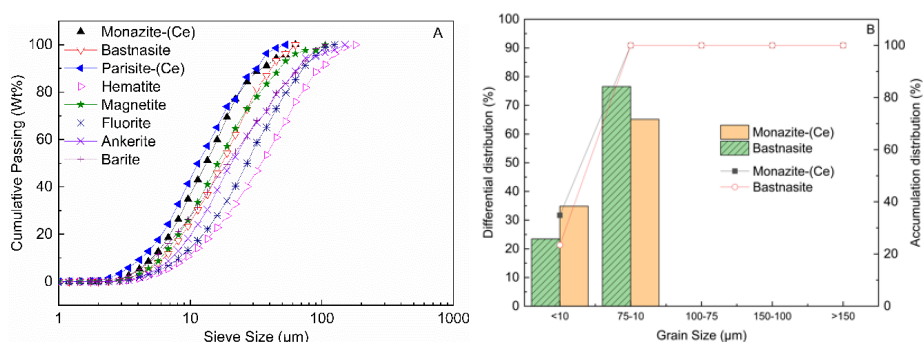 A
Monazite-(Ce)
Bastnasite
Parisite-(Ce)
Hematite
Magnetite
Fluorite
Ankerite
Barite
Cumulative Passing (Wt%)
100
80
60
40
20
0
1 10 100 1000
Sieve Size (μm)
B
Monazite-(Ce)
Bastnasite
Monazite-(Ce)
Bastnasite
Differential distribution (%)
100
90
80
70
60
50
40
30
20
10
0
Accumulation distribution (%)
100
80
60
40
20
0
<10 75-10 100-75 150-100 >150
Grain Size (μm)